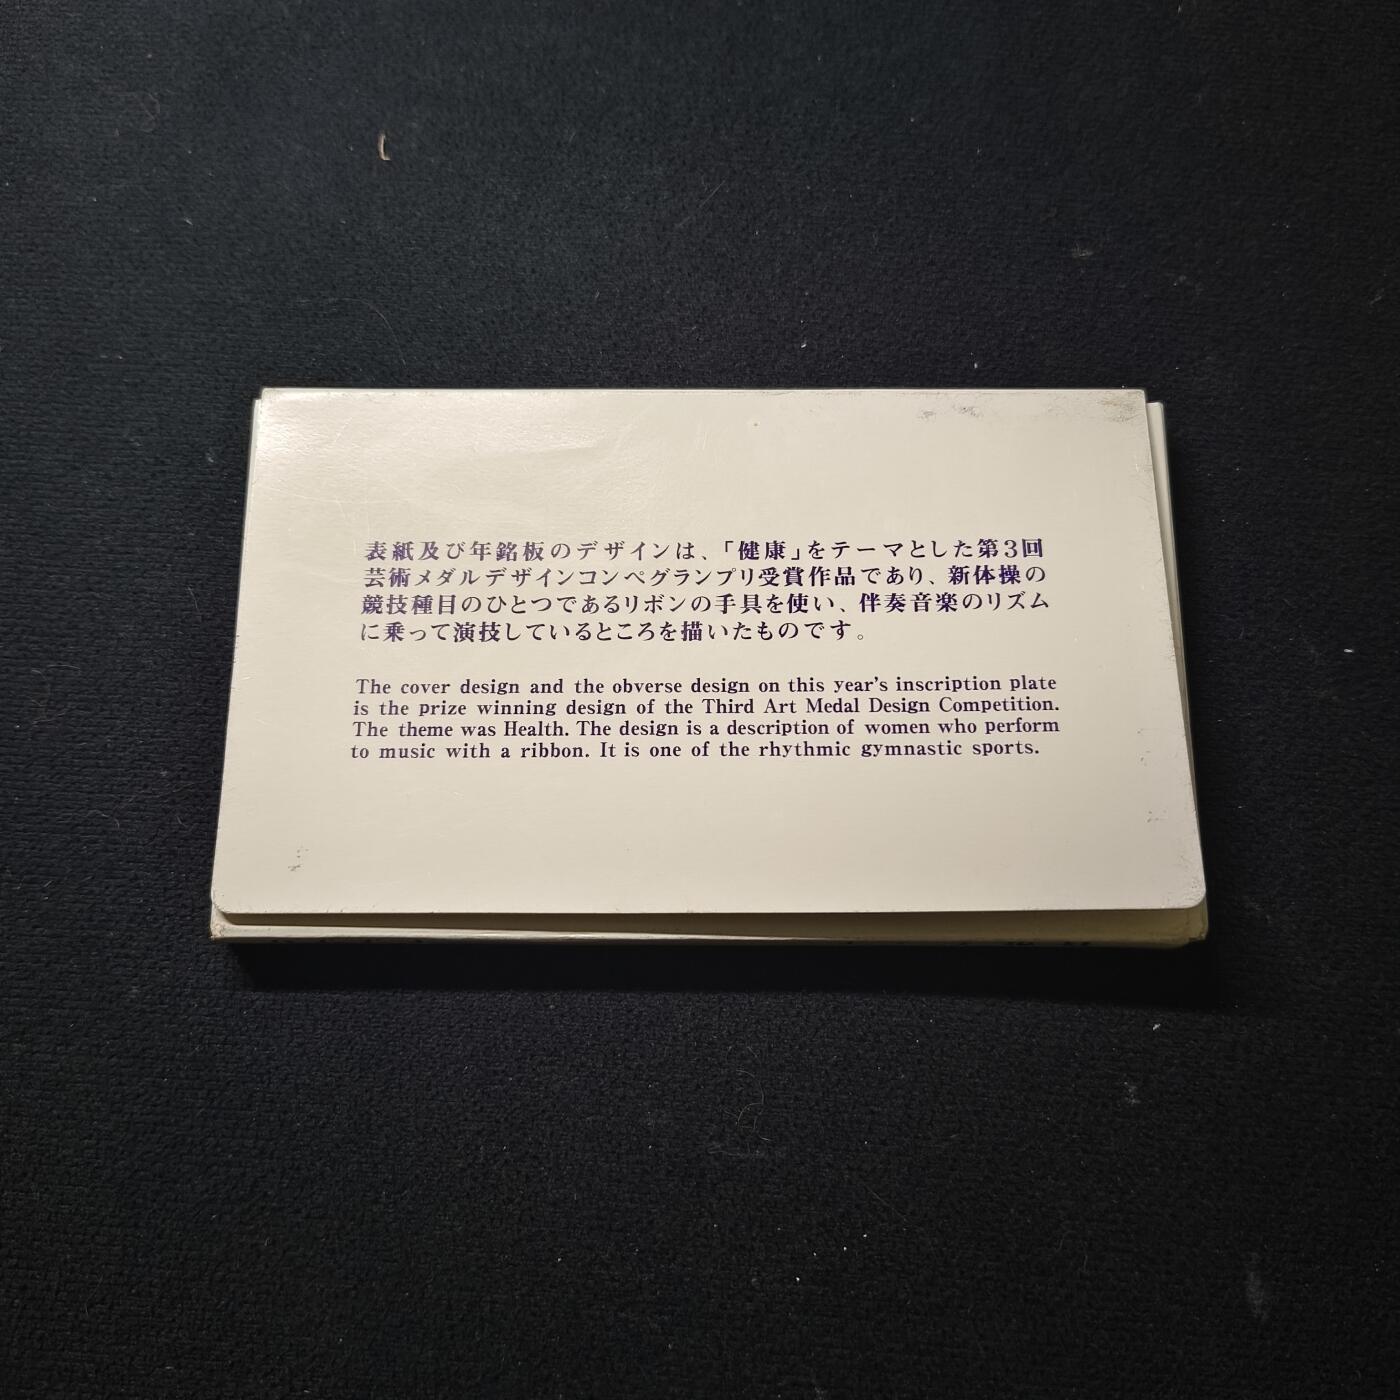 表紙及び年銘板のデザインは、「健康」をテーマとした第3回
芸術メダルデザインコンペグランプリ受賞作品であり、新体操の
競技種目のひとつであるリボンの手具を使い、伴奏音楽のリズム
に乗って演技しているところを描いたものです。
The cover design and the obverse design on this year's inscription plate
is the prize winning design of the Third Art Medal Design Competition.
The theme was Health. The design is a description of women who perform
to music with a ribbon. It is one of the rhythmic gymnastic sports.